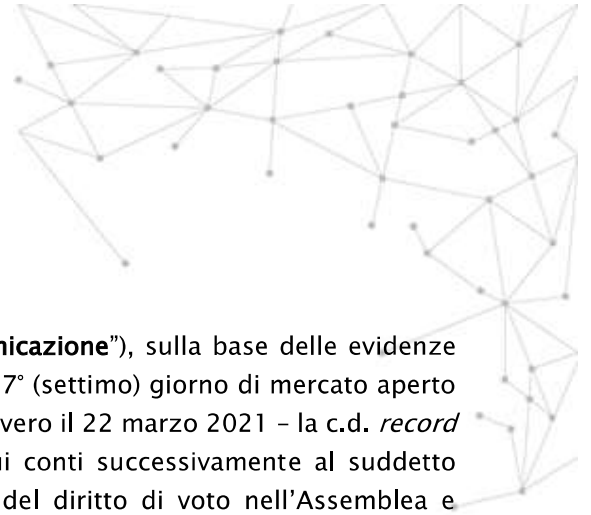 nicazione"), sulla base delle evidenze
7° (settimo) giorno di mercato aperto
vero il 22 marzo 2021 – la c.d. record
ui conti successivamente al suddetto
del diritto di voto nell'Assemblea e